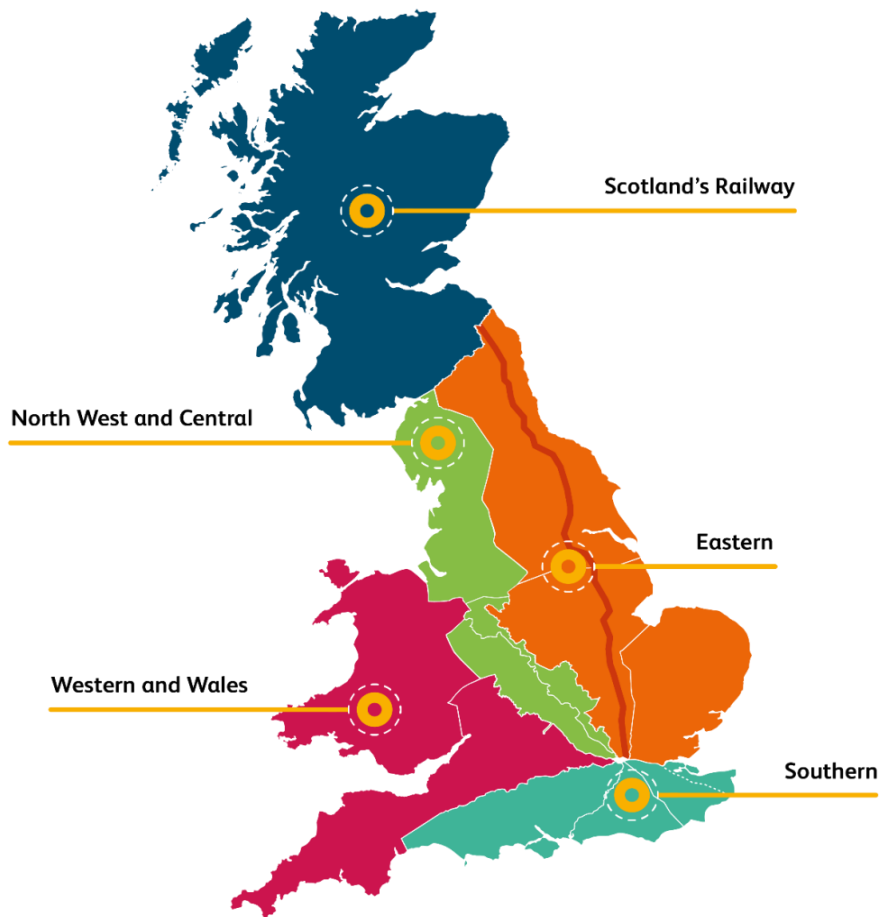 Scotland’s Railway
North West and Central
Eastern
Western and Wales
Southern